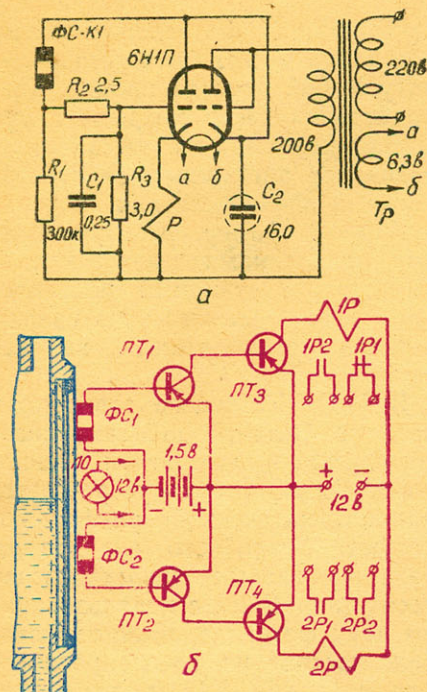 ФС-К1
6Н1П
R2 2,5
220в
R1
300к
C1
0,25
R3
3,0
Р
а
б
C2
16,0
200в
а
6,3в
б
Тр
а
ПТ1
ПТ3
1Р
1Р2
1Р1
ФС1
ЛО
12в
1,5в
-
+
+
-
12в
ФС2
ПТ2
ПТ4
2Р1
2Р2
2Р
б